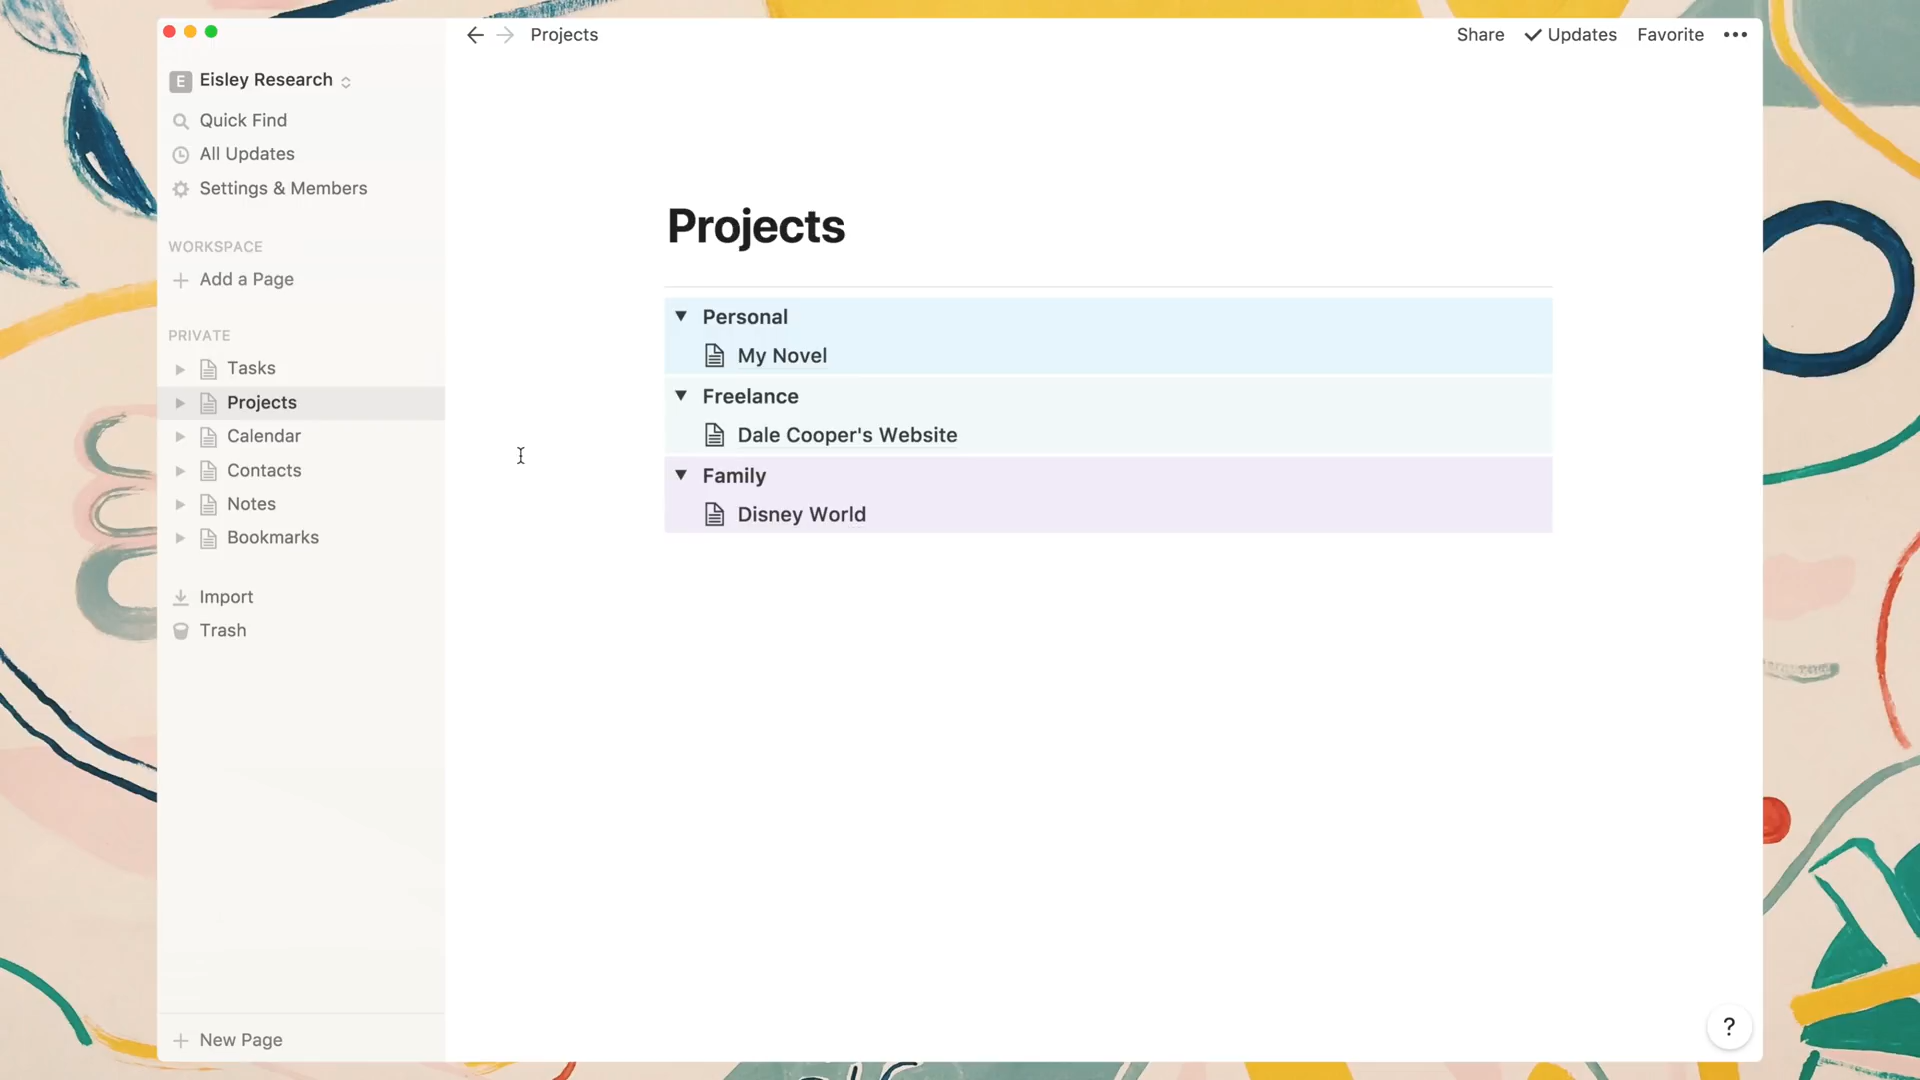 Projects
Share
Updates
Favorite
E
Eisley Research
Quick Find
All Updates
Settings & Members
WORKSPACE
Add a Page
PRIVATE
Tasks
Projects
Calendar
Contacts
Notes
Bookmarks
Import
Trash
New Page
Projects
Personal
My Novel
Freelance
Dale Cooper's Website
Family
Disney World
?